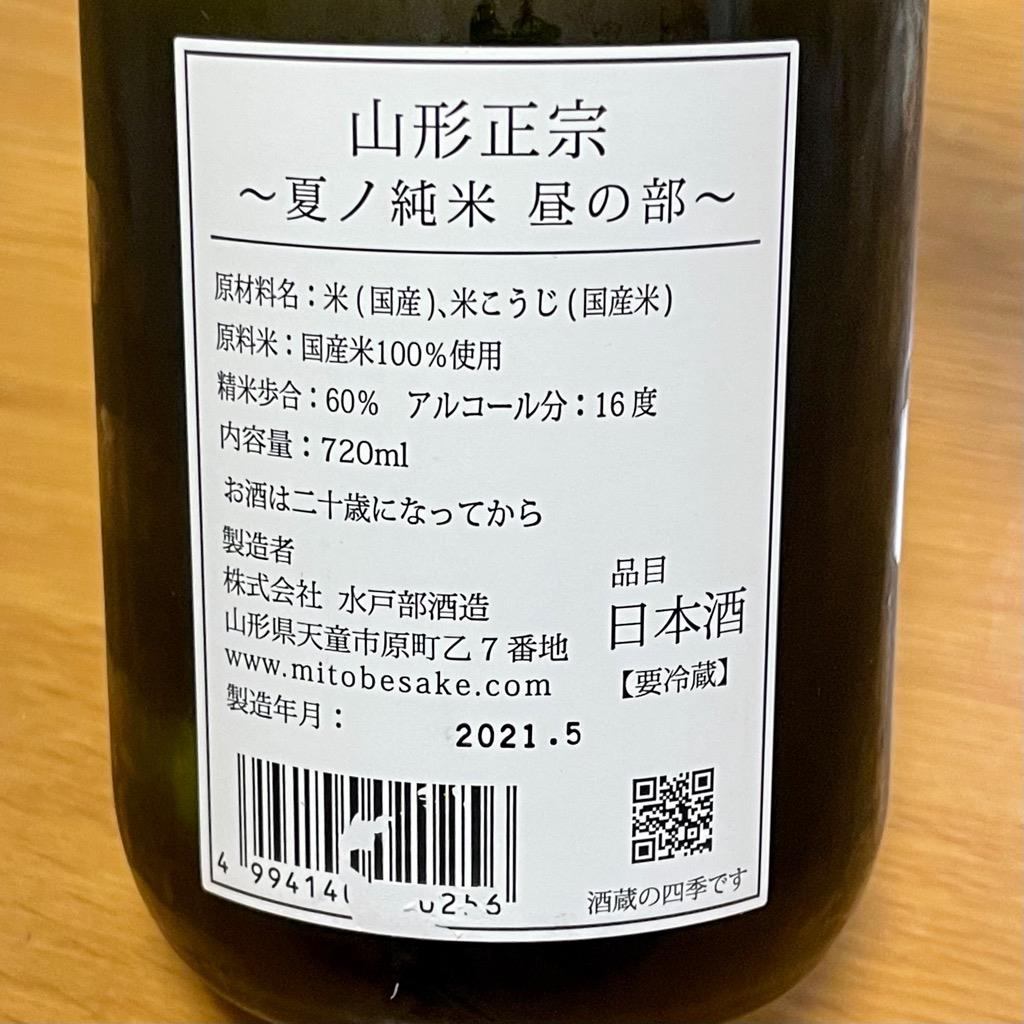 山形正宗
～夏ノ純米 昼の部～
原材料名：米(国産)、米こうじ(国産米)
原料米：国産米100%使用
精米歩合：60% アルコール分：16度
内容量：720ml
お酒は二十歳になってから
製造者
株式会社 水戸部酒造
山形県天童市原町乙7番地
www.mitobesake.com
品目
日本酒
【要冷蔵】
製造年月：
2021.5
酒蔵の四季です